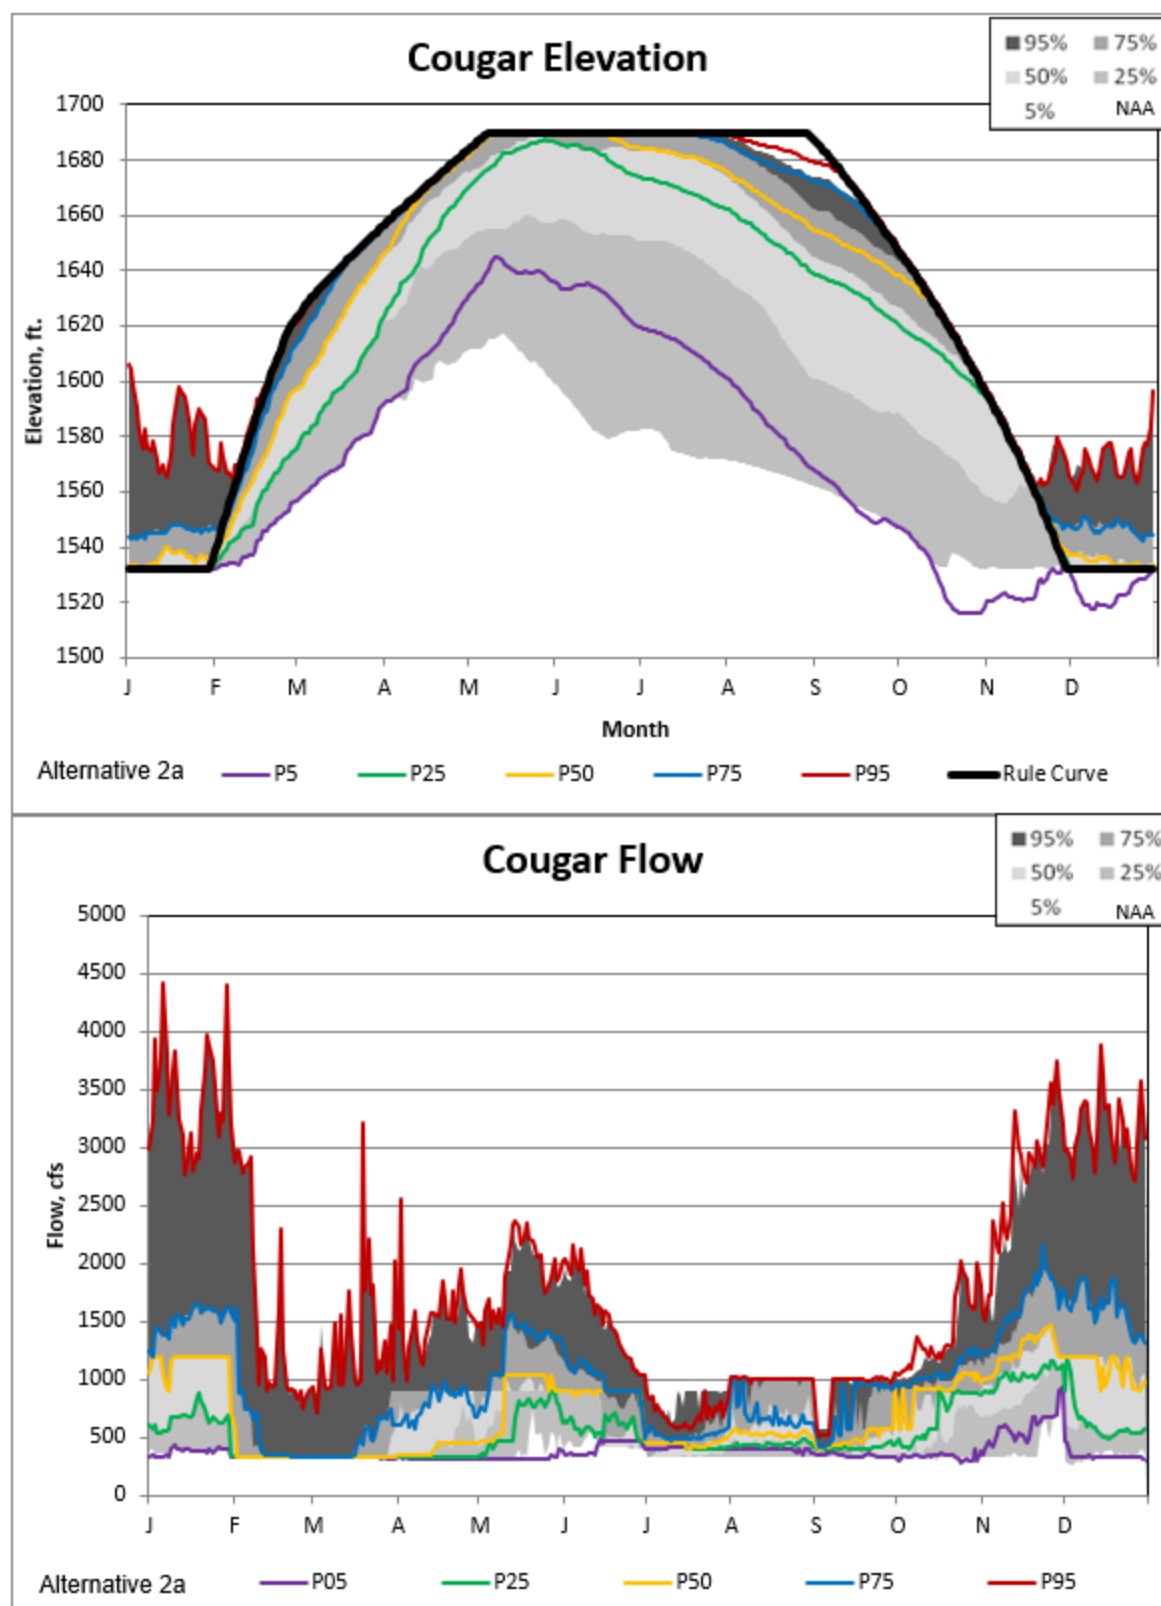 Cougar Elevation
95% 75%
50% 25%
5% NAA
1700
1680
1660
1640
1620
1600
1580
1560
1540
1520
1500
Elevation, ft.
J F M A M J J A S O N D
Month
Alternative 2a P5 P25 P50 P75 P95 Rule Curve
Cougar Flow
95% 75%
50% 25%
5% NAA
5000
4500
4000
3500
3000
2500
2000
1500
1000
500
0
Flow, cfs
J F M A M J J A S O N D
Alternative 2a P05 P25 P50 P75 P95